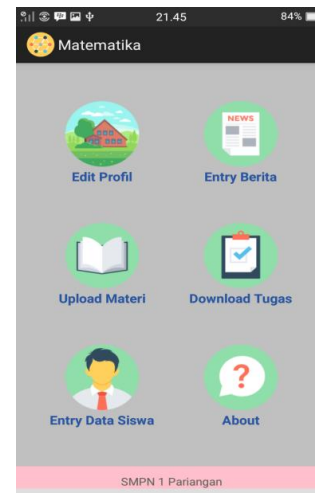 21.45 84%
Matematika
NEWS
Edit Profil Entry Berita
Upload Materi Download Tugas
Entry Data Siswa About
?
SMPN 1 Pariangan